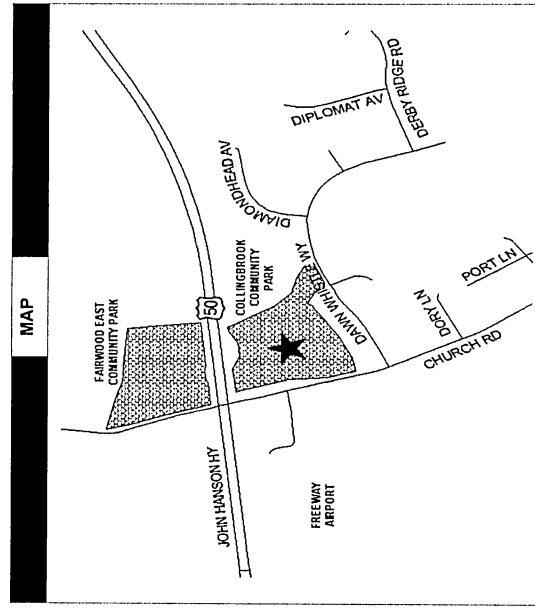 MAP
FAIRWOOD EAST
COMMUNITY PARK
50
COLLINGBROOK
COMMUNITY
PARK
JOHN HANSON HY
FREEWAY
AIRPORT
DIAMONDHEAD AV
DIPLOMAT AV
DERBY RIDGE RD
DAWN WHISTLE WY
CHURCH RD
DORY LN
PORT LN